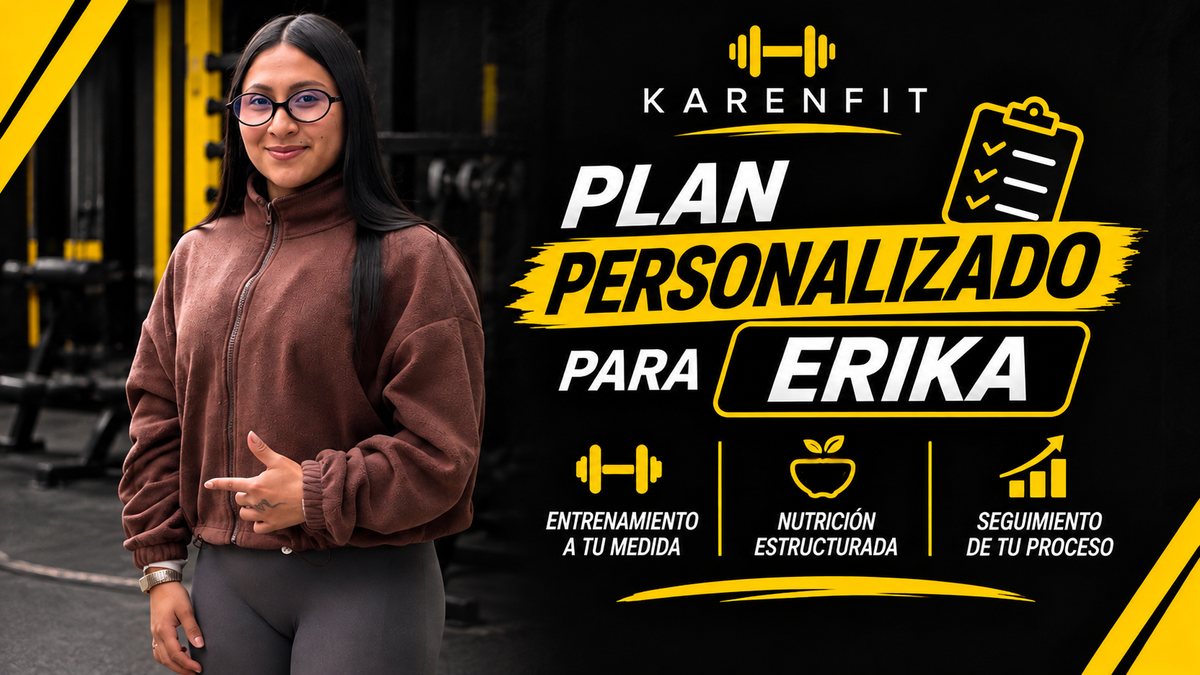 KARENFIT
PLAN
PERSONALIZADO
PARA ERIKA
ENTRENAMIENTO
A TU MEDIDA
NUTRICIÓN
ESTRUCTURADA
SEGUIMIENTO
DE TU PROCESO